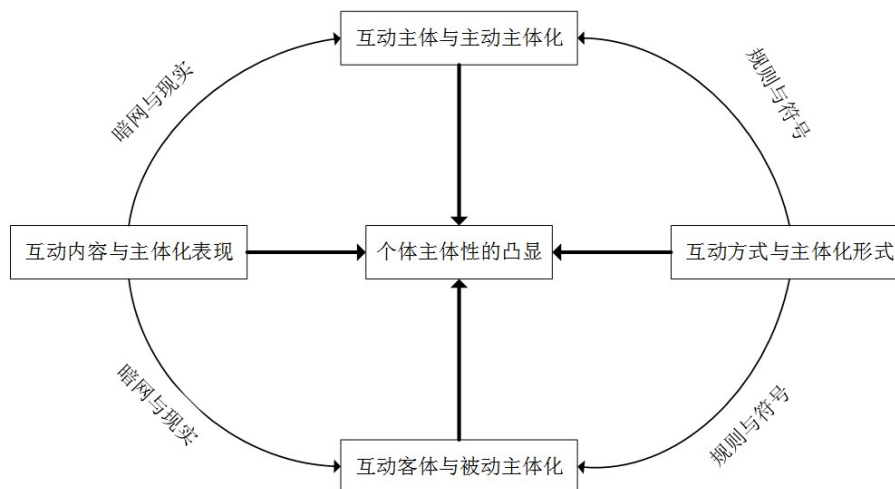 互动主体与主动主体化
暗网与现实
规则与符号
互动内容与主体化表现
个体主体性的凸显
互动方式与主体化形式
暗网与现实
规则与符号
互动客体与被动主体化